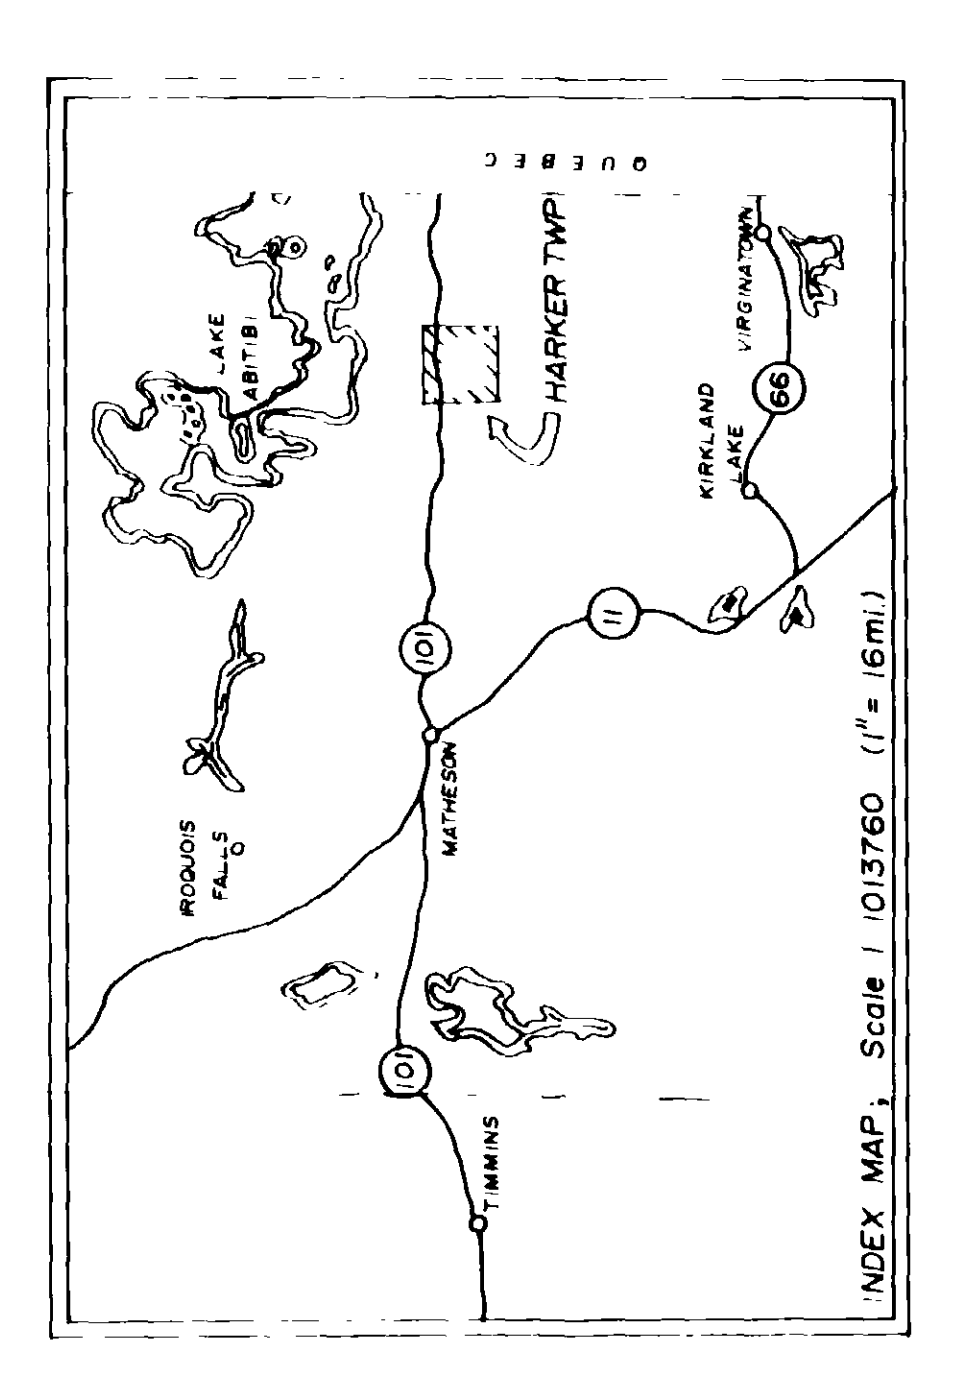 QUEBEC
LAKE
ABITIBI
HARKER TWP
VIRGINATOWN
KIRKLAND
LAKE
66
101
11
MATHESON
IROQUOIS
FALLS
101
TIMMINS
INDEX MAP; Scale 1 1013760 (1" = 16mi.)